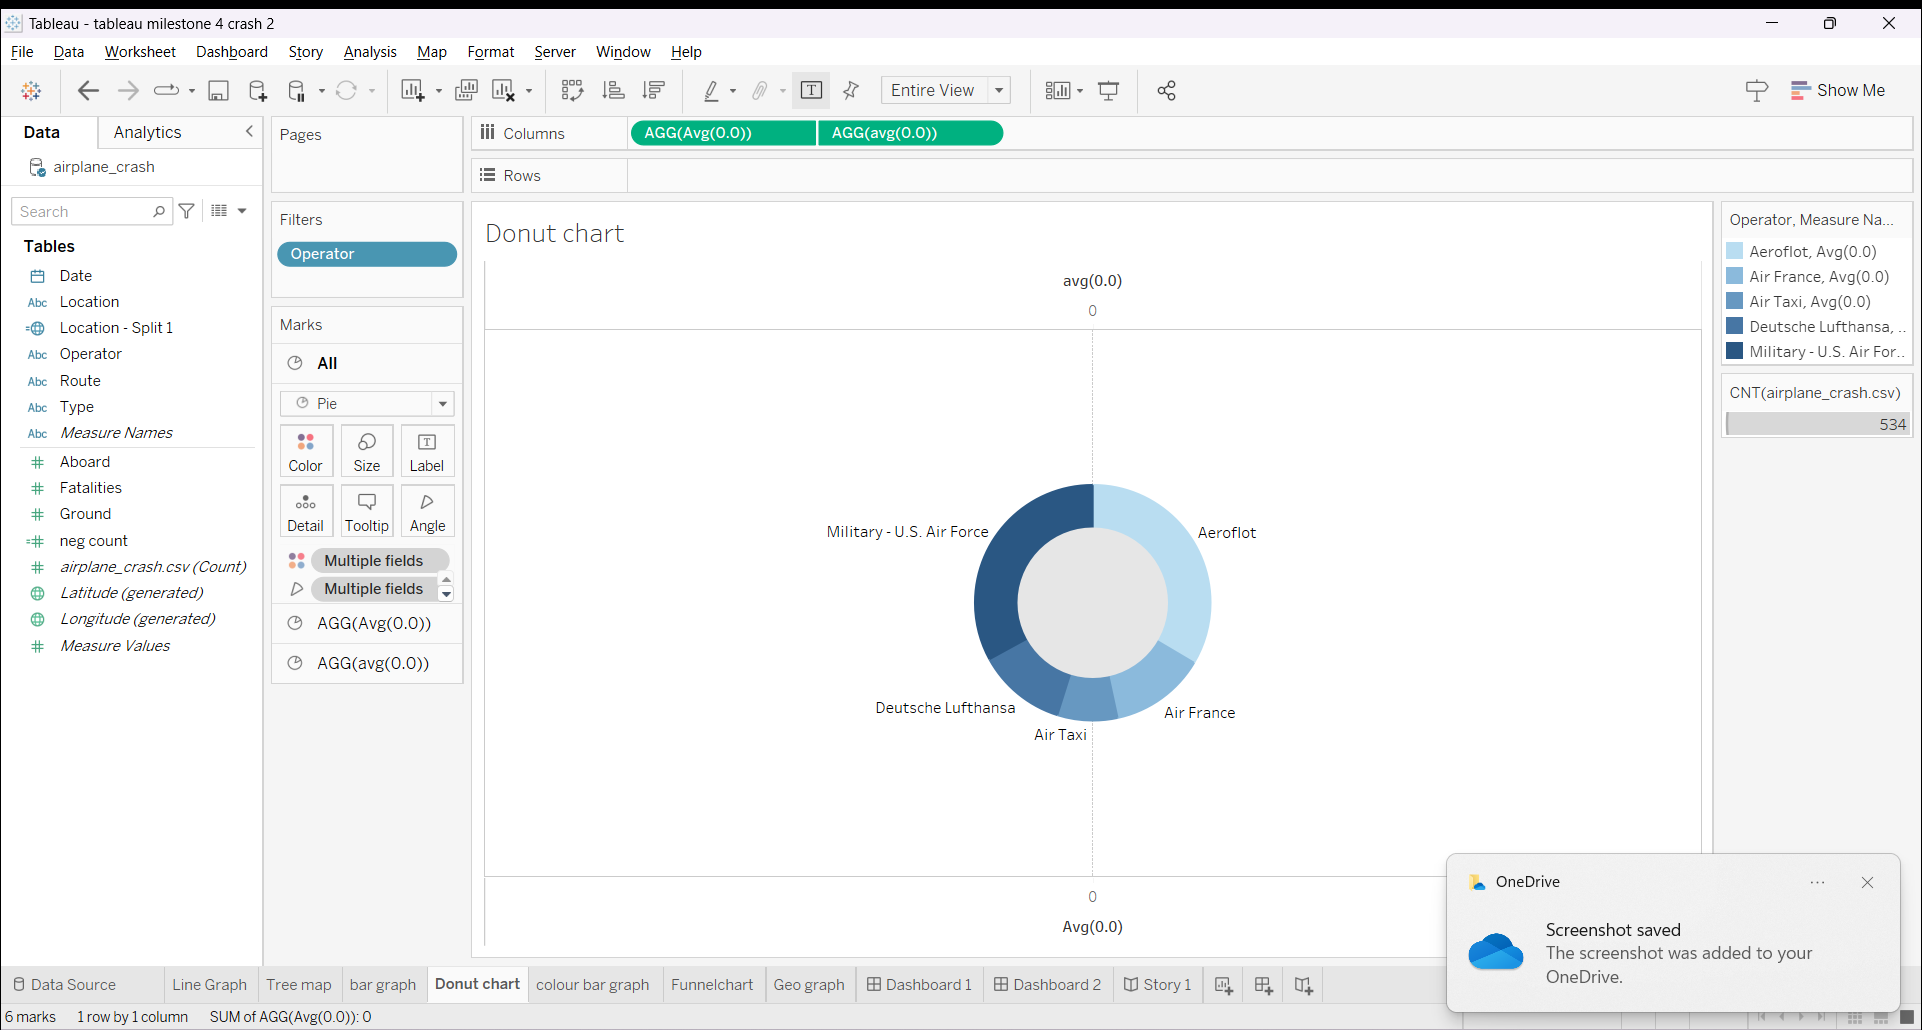 Tableau - tableau milestone 4 crash 2
File Data Worksheet Dashboard Story Analysis Map Format Server Window Help
Entire View
Show Me
Data Analytics
airplane_crash
Search
Tables
Date
Abc Location
Location - Split 1
Abc Operator
Abc Route
Abc Type
Abc Measure Names
Aboard
Fatalities
Ground
neg count
airplane_crash.csv (Count)
Latitude (generated)
Longitude (generated)
Measure Values
Pages
Filters
Operator
Marks
All
Pie
Color Size Label
Detail Tooltip Angle
Multiple fields
Multiple fields
AGG(Avg(0.0))
AGG(avg(0.0))
Columns AGG(Avg(0.0)) AGG(avg(0.0))
Rows
Donut chart
avg(0.0)
0
Military - U.S. Air Force
Aeroflot
Deutsche Lufthansa
Air France
Air Taxi
0
Avg(0.0)
Operator, Measure Na...
Aeroflot, Avg(0.0)
Air France, Avg(0.0)
Air Taxi, Avg(0.0)
Deutsche Lufthansa, ..
Military - U.S. Air For..
CNT(airplane_crash.csv)
534
OneDrive
Screenshot saved
The screenshot was added to your
OneDrive.
Data Source Line Graph Tree map bar graph Donut chart colour bar graph Funnelchart Geo graph Dashboard 1 Dashboard 2 Story 1
6 marks 1 row by 1 column SUM of AGG(Avg(0.0)): 0